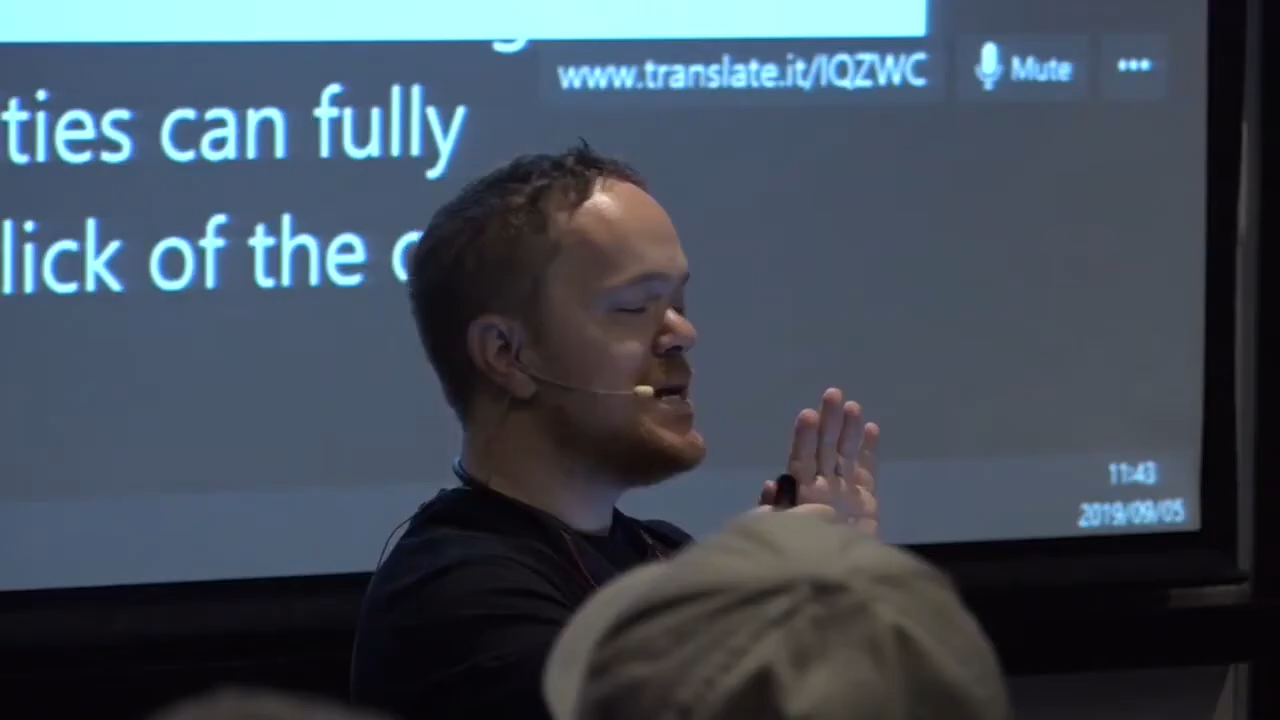 www.translate.it/IQZWC
Mute
ties can fully
lick of the
11:43
2019/09/05